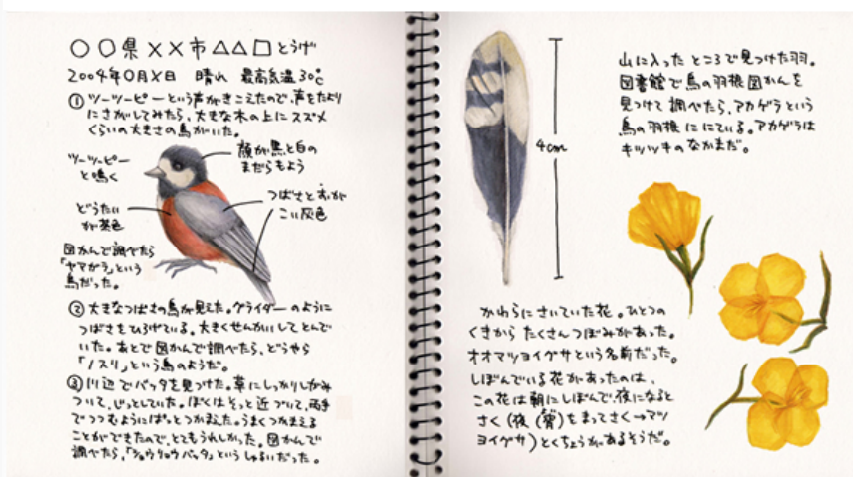 ○○県××市△△□とうげ
2004年○月×日 晴れ 最高気温30℃
① ツーツーピーという声がきこえたので、声をたより
にさがしてみたら、大きな木の上にスズメ
くらいの大きさの鳥がいた。
ツーツーピー
と鳴く
顔が黒と白の
まだらもよう
どうたい
が茶色
つばさとおが
こい灰色
図かんで調べたら
「ヤマガラ」という
鳥だった。
② 大きなつばさの鳥が見えた。グライダーのように
つばさをひろげている。大きくせんかいしてとんで
いた。あとで図かんで調べたら、どうやら
「ノスリ」という鳥のようだ。
③ 川辺でバッタを見つけた。草にしっかりしがみ
ついて、じっとしていた。ぼくはそっと近づいて、両手
でつつむようにぱっとつかまえた。うまくつかまえる
ことができたので、とてもうれしかった。図かんで
調べたら、「ショウリョウバッタ」というしゅるいだった。
4cm
山に入ったところで見つけた羽。
図書館で鳥の羽根図かんを
見つけて調べたら、アカゲラという
鳥の羽根ににている。アカゲラは
キツツキのなかまだ。
かわらにさいていた花。ひとつの
くきからたくさんつぼみがあった。
オオマツヨイグサという名前だった。
しぼんでいる花があったのは、
この花は朝にしぼんで、夜になると
さく(夜(宵)をまってさく→マツ
ヨイグサ)とくちょうがあるそうだ。